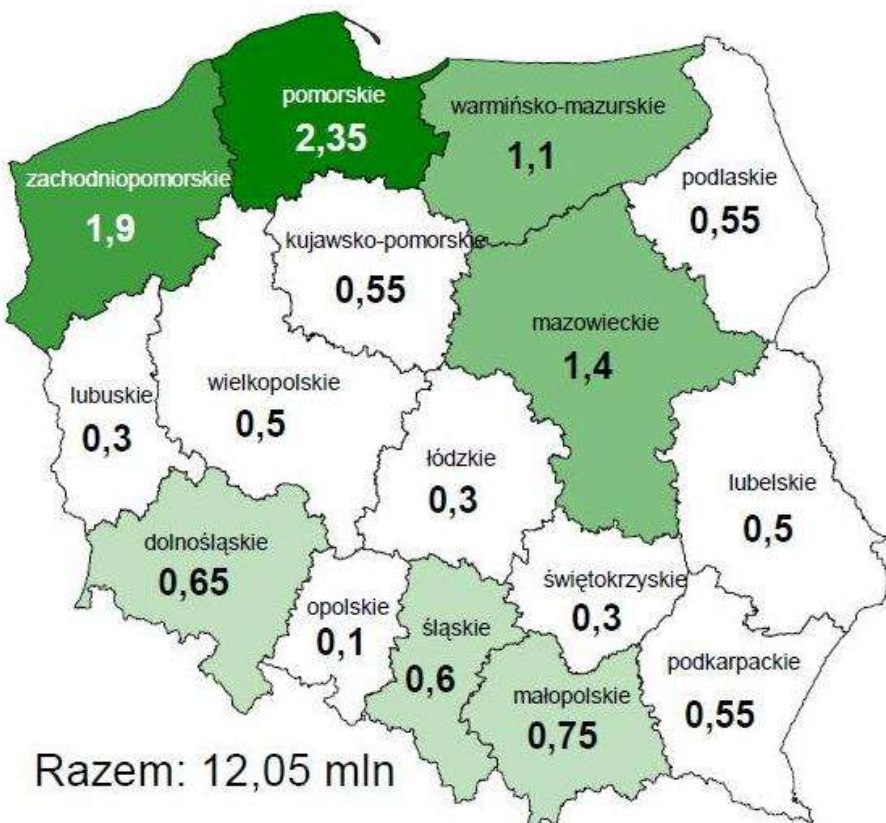 pomorskie
2,35
warmińsko-mazurskie
1,1
podlaskie
0,55
zachodniopomorskie
1,9
kujawsko-pomorskie
0,55
mazowieckie
1,4
lubuskie
0,3
wielkopolskie
0,5
łódzkie
0,3
lubelskie
0,5
dolnośląskie
0,65
opolskie
0,1
śląskie
0,6
świętokrzyskie
0,3
małopolskie
0,75
podkarpackie
0,55
Razem: 12,05 mln